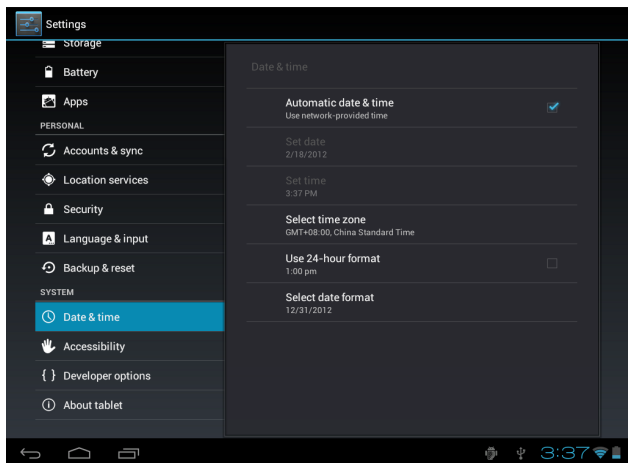 Settings
Storage
Battery
Apps
PERSONAL
Accounts & sync
Location services
Security
Language & input
Backup & reset
SYSTEM
Date & time
Accessibility
Developer options
About tablet
Date & time
Automatic date & time
Use network-provided time
Set date
2/18/2012
Set time
3:37 PM
Select time zone
GMT+08:00, China Standard Time
Use 24-hour format
1:00 pm
Select date format
12/31/2012
3:37